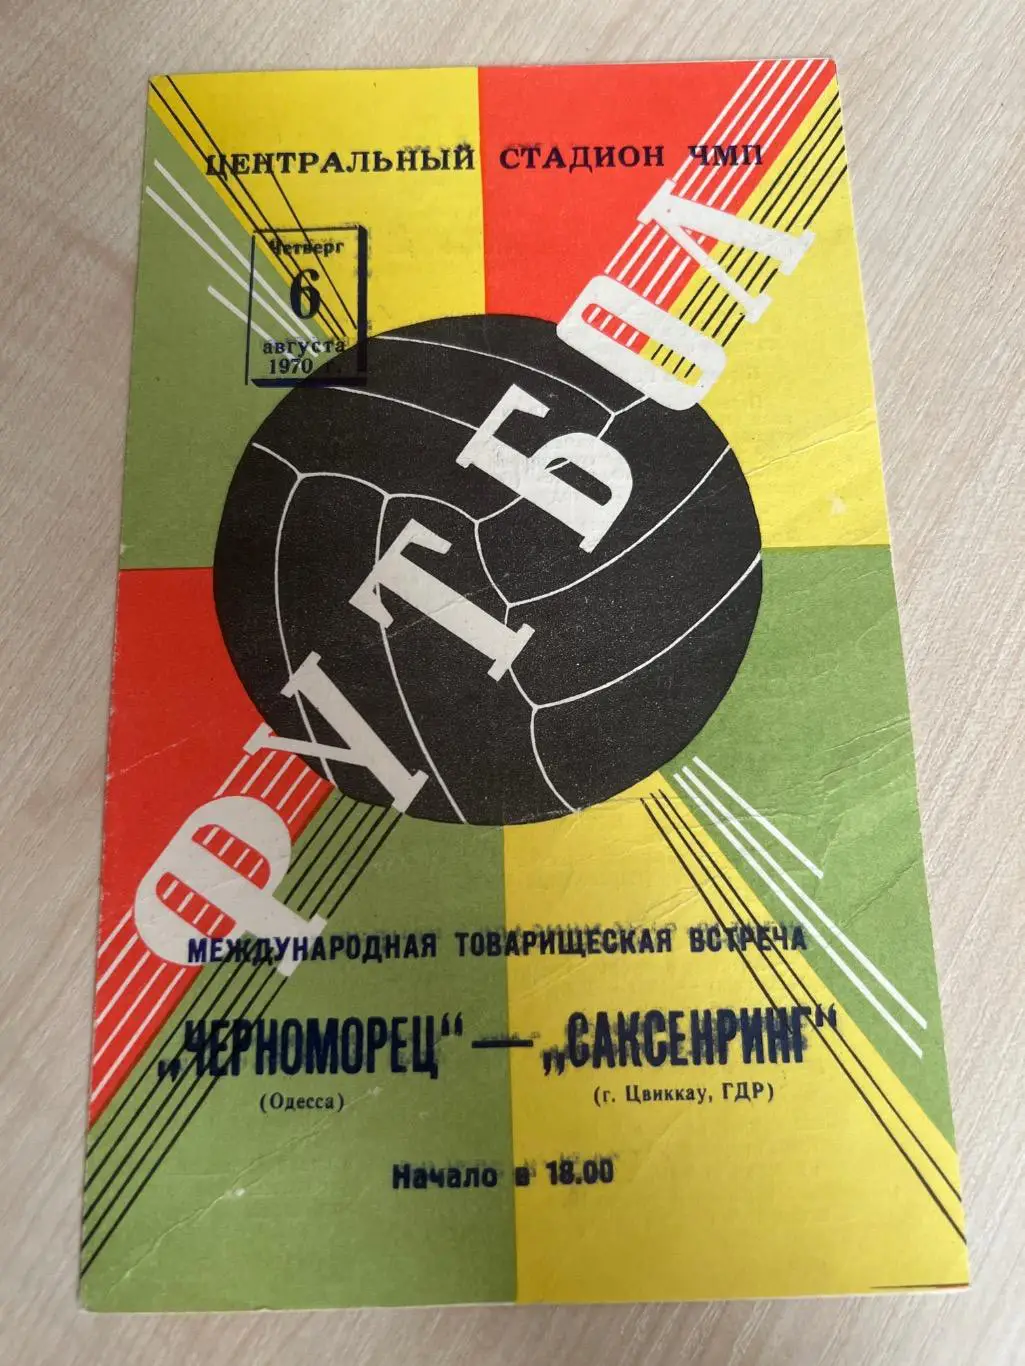 ЦЕНТРАЛЬНЫЙ СТАДИОН ЧМП
Четверг
6
августа
1970 г.
ФУТБОЛ
МЕЖДУНАРОДНАЯ ТОВАРИЩЕСКАЯ ВСТРЕЧА
„ЧЕРНОМОРЕЦ“ — „САКСЕНРИНГ“
(Одесса) (г. Цвиккау, ГДР)
Начало в 18.00